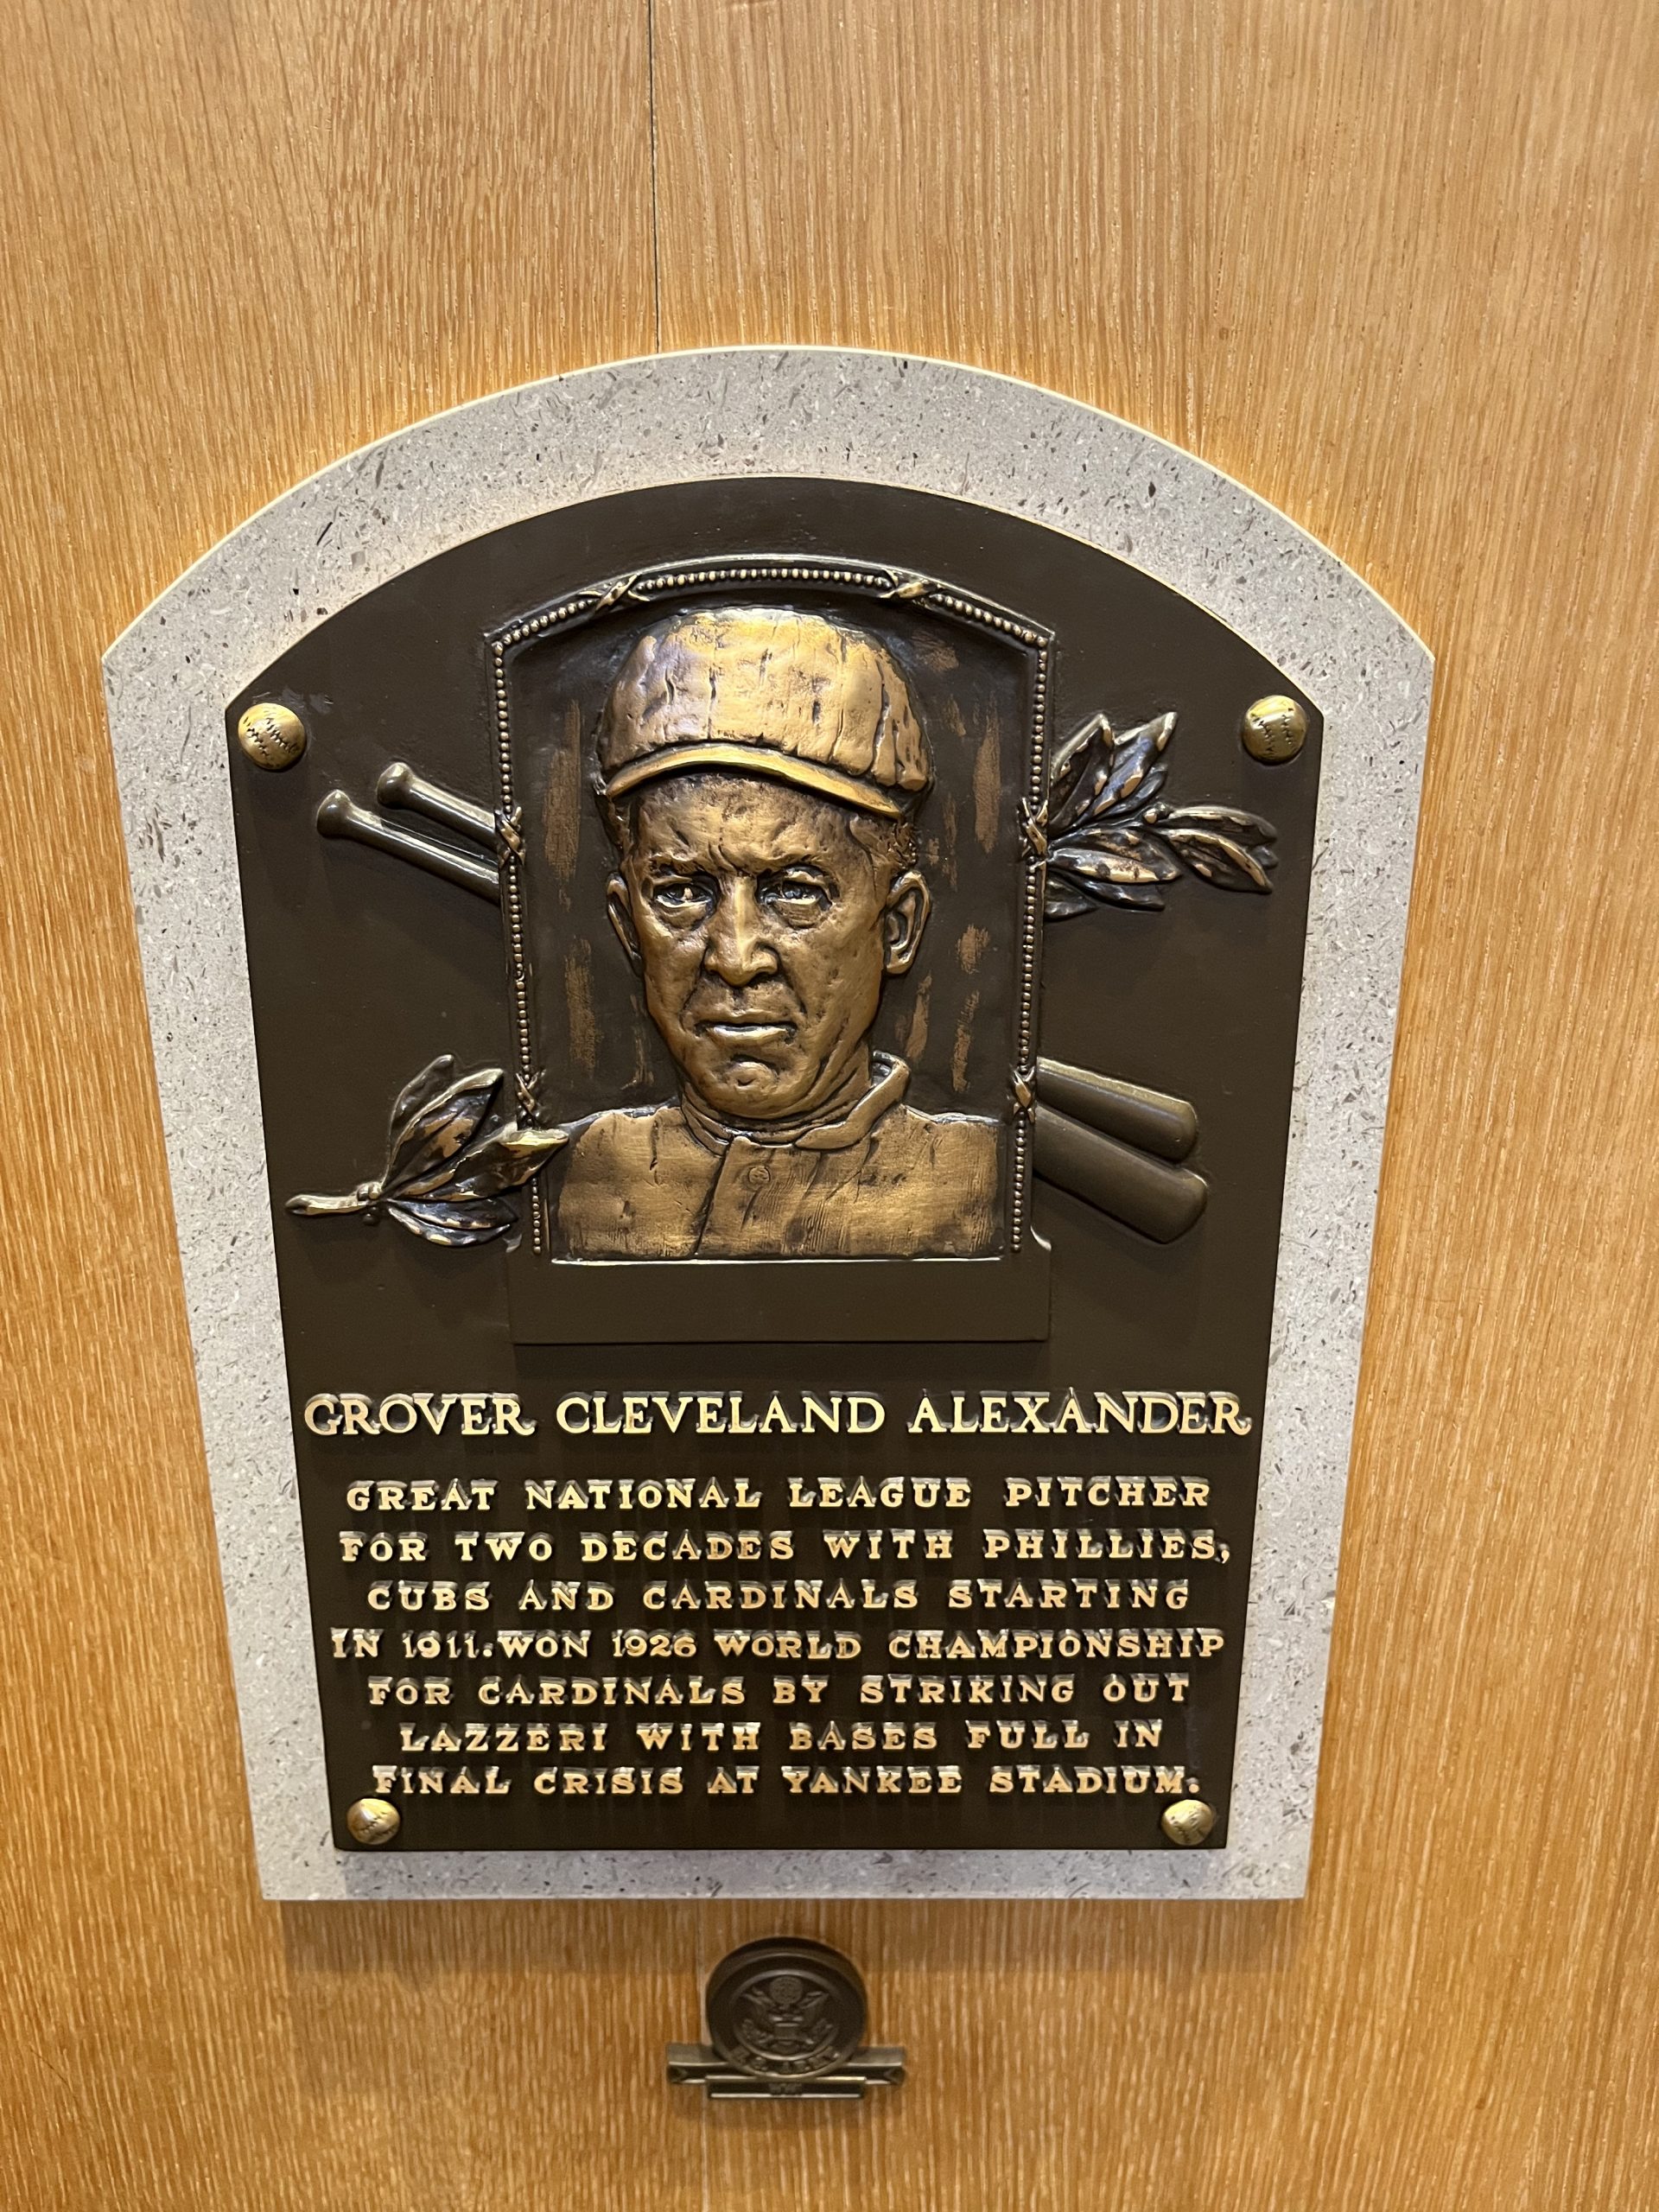 GROVER CLEVELAND ALEXANDER
GREAT NATIONAL LEAGUE PITCHER
FOR TWO DECADES WITH PHILLIES,
CUBS AND CARDINALS STARTING
IN 1911. WON 1926 WORLD CHAMPIONSHIP
FOR CARDINALS BY STRIKING OUT
LAZZERI WITH BASES FULL IN
FINAL CRISIS AT YANKEE STADIUM.
U.S. ARMY